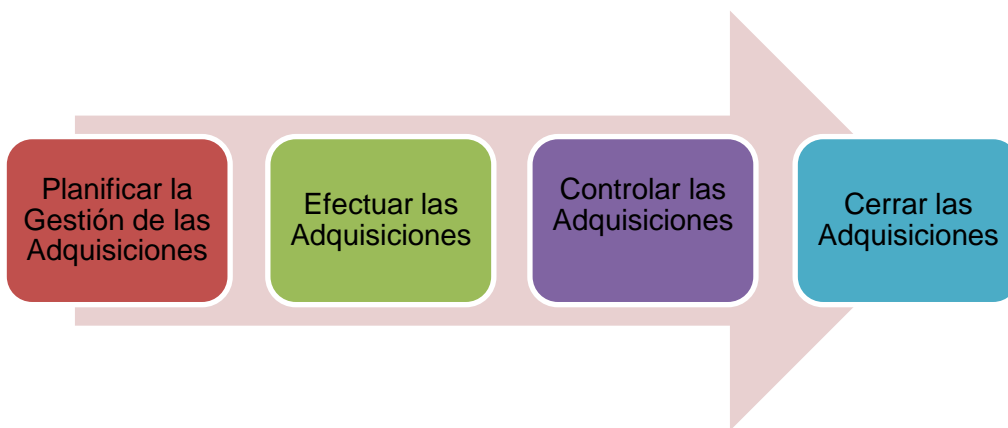 Planificar la
Gestión de las
Adquisiciones
Efectuar las
Adquisiciones
Controlar las
Adquisiciones
Cerrar las
Adquisiciones